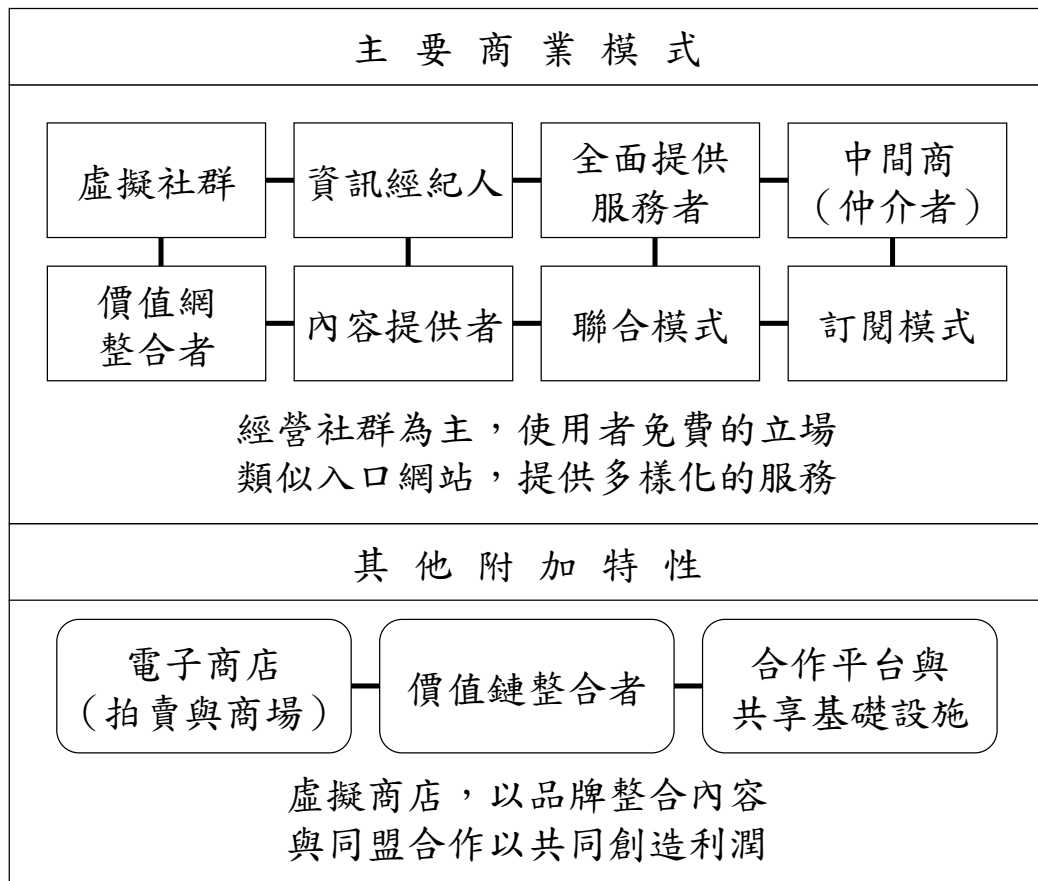 主要商業模式
虛擬社群
資訊經紀人
全面提供
服務者
中間商
（仲介者）
價值網
整合者
內容提供者
聯合模式
訂閱模式
經營社群為主，使用者免費的立場
類似入口網站，提供多樣化的服務
其他附加特性
電子商店
（拍賣與商場）
價值鏈整合者
合作平台與
共享基礎設施
虛擬商店，以品牌整合內容
與同盟合作以共同創造利潤